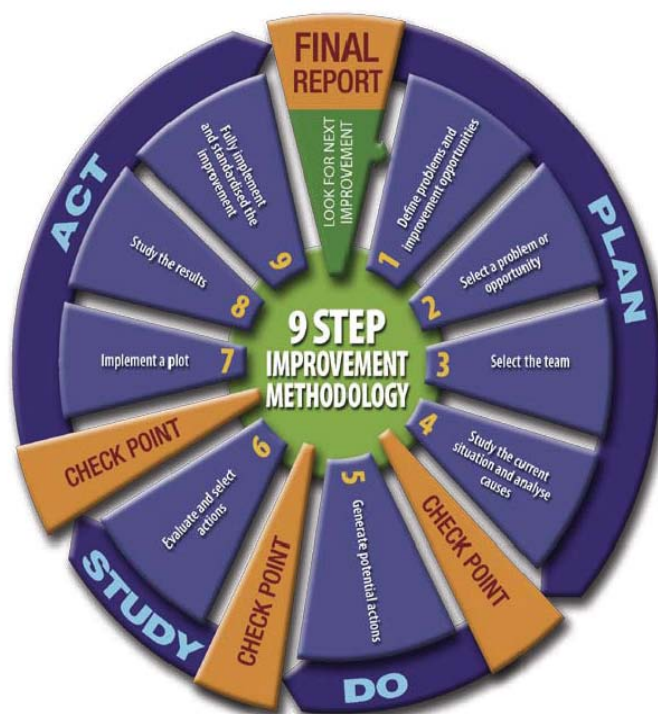 FINAL
REPORT
LOOK FOR NEXT
IMPROVEMENT
9 STEP
IMPROVEMENT
METHODOLOGY
PLAN
1
Define problems and
improvement opportunities
2
Select a problem or
opportunity
3
Select the team
4
Study the current
situation and analyse
causes
CHECK POINT
DO
5
Generate potential actions
CHECK POINT
STUDY
6
Evaluate and select
actions
CHECK POINT
ACT
7
Implement a plot
8
Study the results
9
Fully implement
and standardised the
improvement